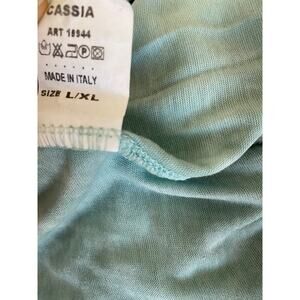 CASSIA
ART 18944
MADE IN ITALY
SIZE L/XL